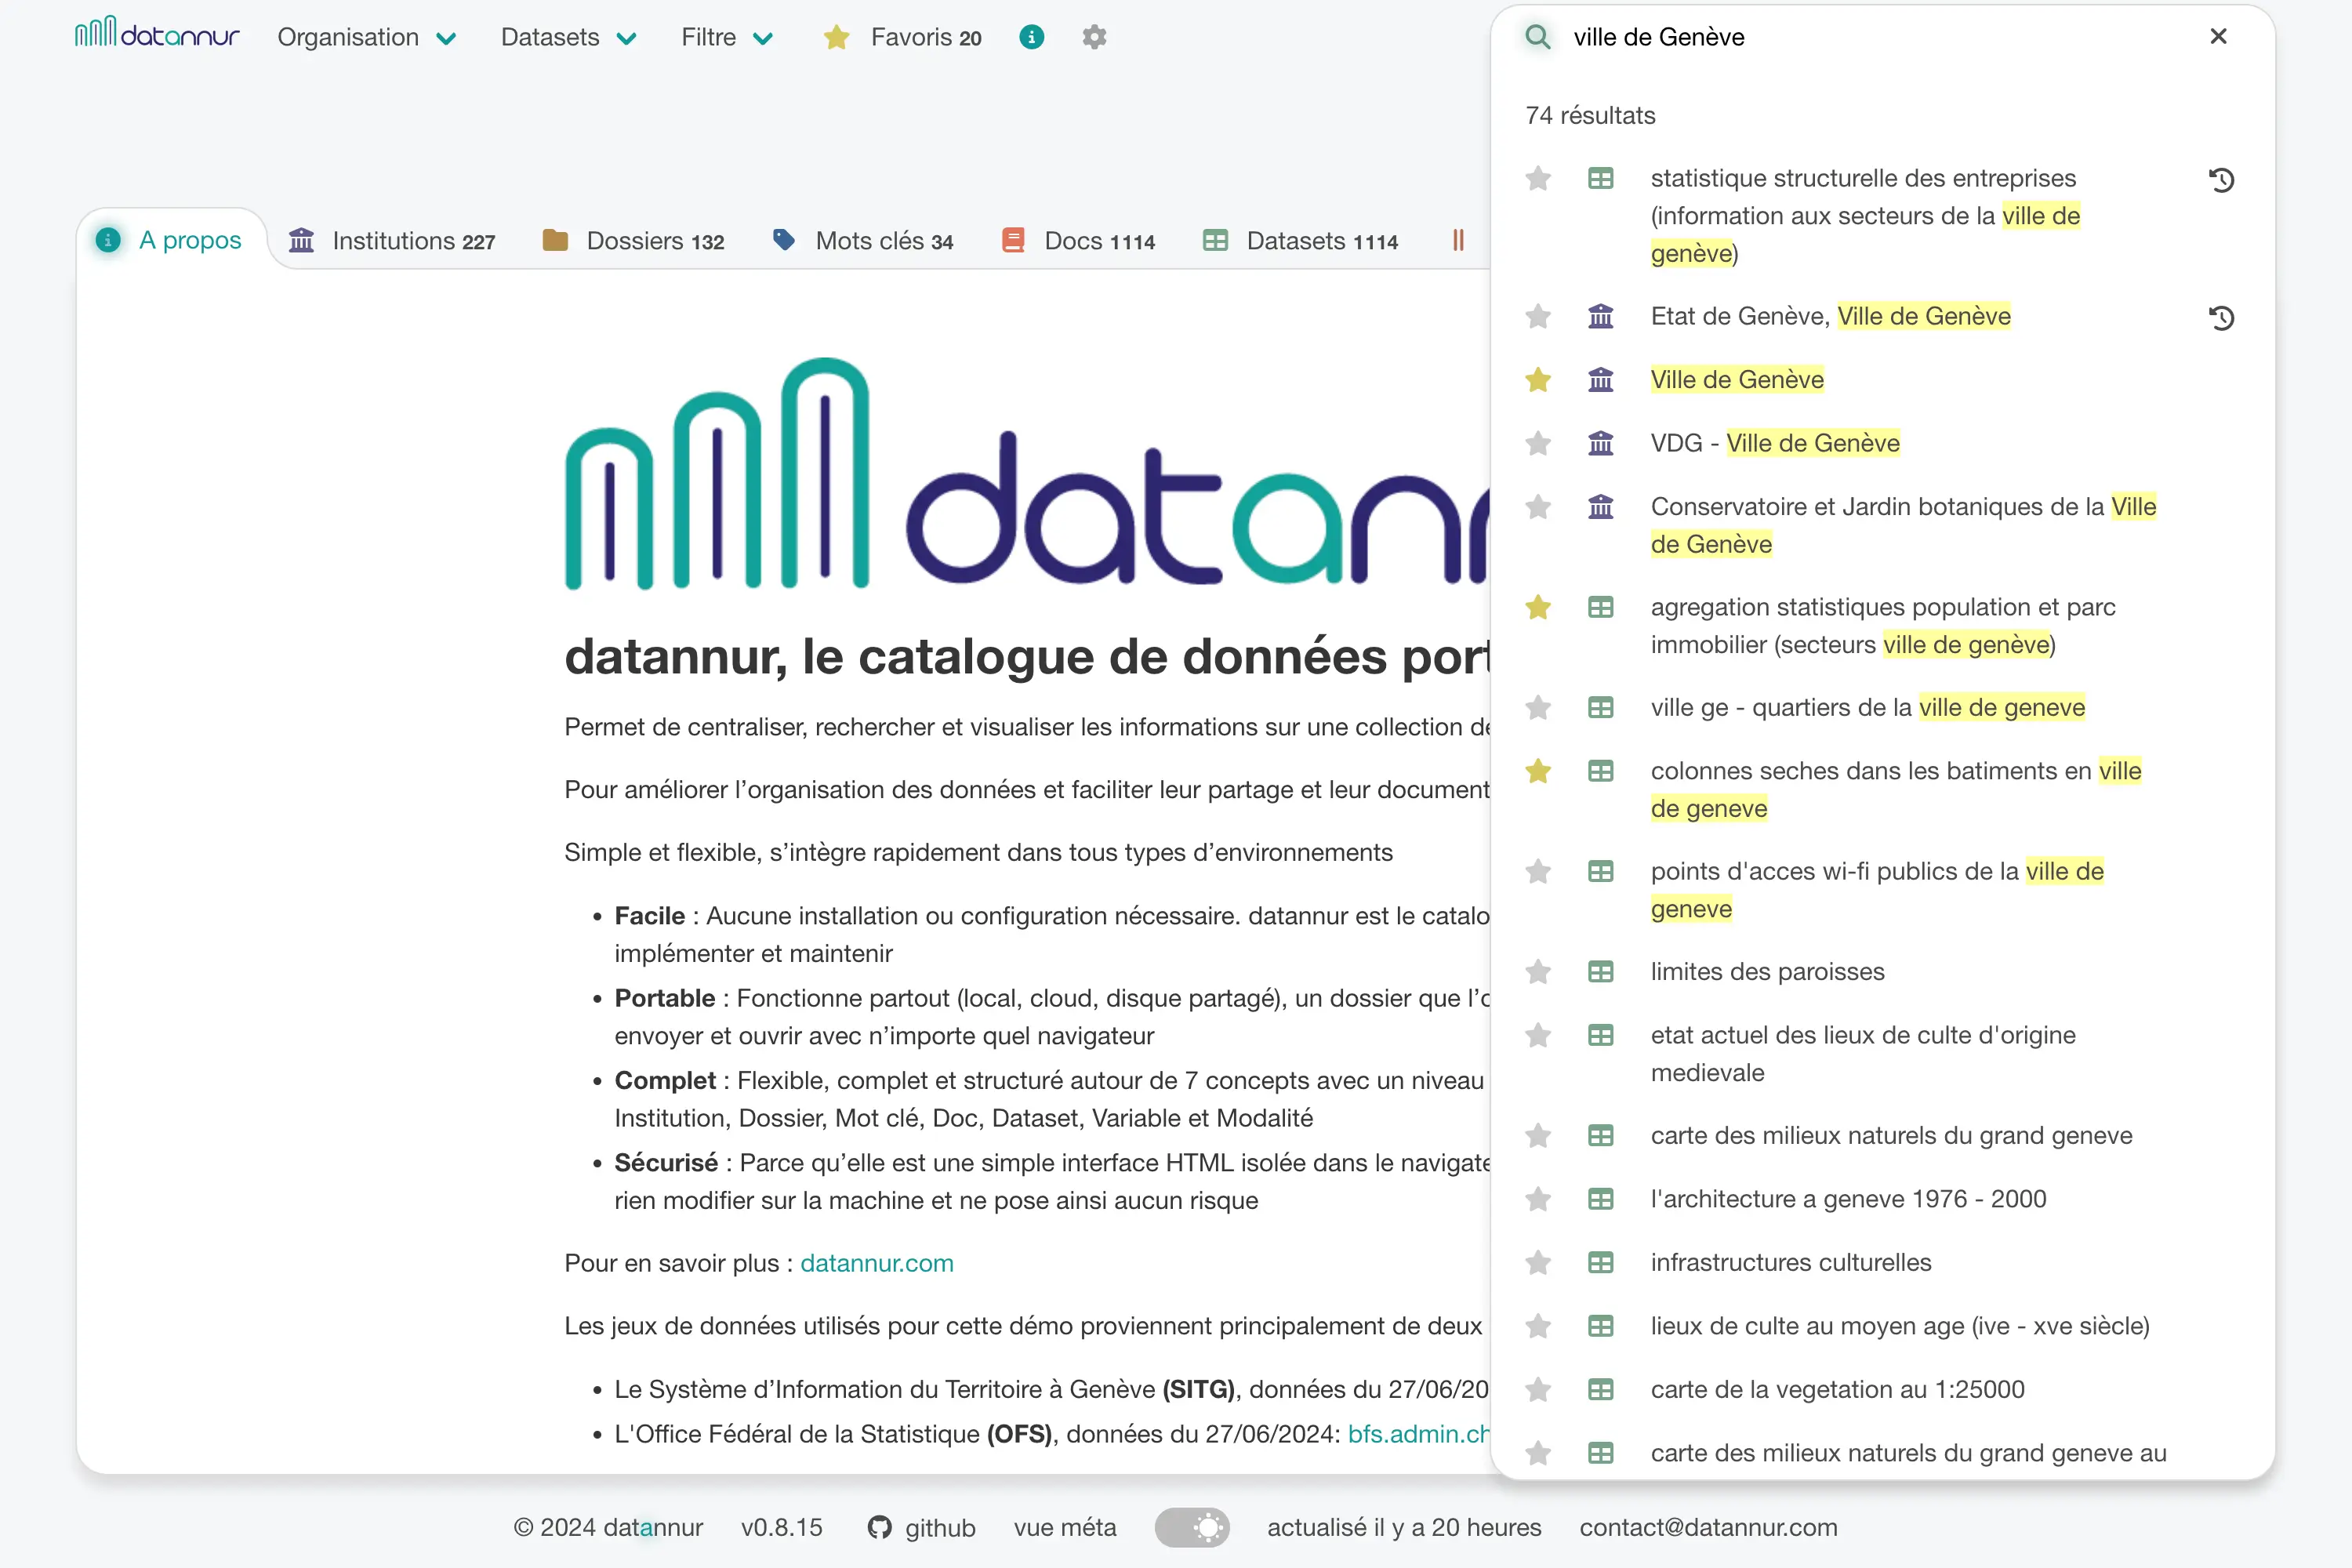 datannur
Organisation
Datasets
Filtre
Favoris 20
ville de Genève
74 résultats
A propos
Institutions 227
Dossiers 132
Mots clés 34
Docs 1114
Datasets 1114
datann
datannur, le catalogue de données port
Permet de centraliser, rechercher et visualiser les informations sur une collection de
Pour améliorer l’organisation des données et faciliter leur partage et leur document
Simple et flexible, s’intègre rapidement dans tous types d’environnements
• Facile : Aucune installation ou configuration nécessaire. datannur est le catalo
implémenter et maintenir
• Portable : Fonctionne partout (local, cloud, disque partagé), un dossier que l’o
envoyer et ouvrir avec n’importe quel navigateur
• Complet : Flexible, complet et structuré autour de 7 concepts avec un niveau
Institution, Dossier, Mot clé, Doc, Dataset, Variable et Modalité
• Sécurisé : Parce qu’elle est une simple interface HTML isolée dans le navigate
rien modifier sur la machine et ne pose ainsi aucun risque
Pour en savoir plus : datannur.com
Les jeux de données utilisés pour cette démo proviennent principalement de deux
• Le Système d’Information du Territoire à Genève (SITG), données du 27/06/20
• L'Office Fédéral de la Statistique (OFS), données du 27/06/2024: bfs.admin.ch
statistique structurelle des entreprises
(information aux secteurs de la ville de
genève)
Etat de Genève, Ville de Genève
Ville de Genève
VDG - Ville de Genève
Conservatoire et Jardin botaniques de la Ville
de Genève
agregation statistiques population et parc
immobilier (secteurs ville de genève)
ville ge - quartiers de la ville de geneve
colonnes seches dans les batiments en ville
de geneve
points d'acces wi-fi publics de la ville de
geneve
limites des paroisses
etat actuel des lieux de culte d'origine
medievale
carte des milieux naturels du grand geneve
l'architecture a geneve 1976 - 2000
infrastructures culturelles
lieux de culte au moyen age (ive - xve siècle)
carte de la vegetation au 1:25000
carte des milieux naturels du grand geneve au
© 2024 datannur
v0.8.15
github
vue méta
actualisé il y a 20 heures
contact@datannur.com